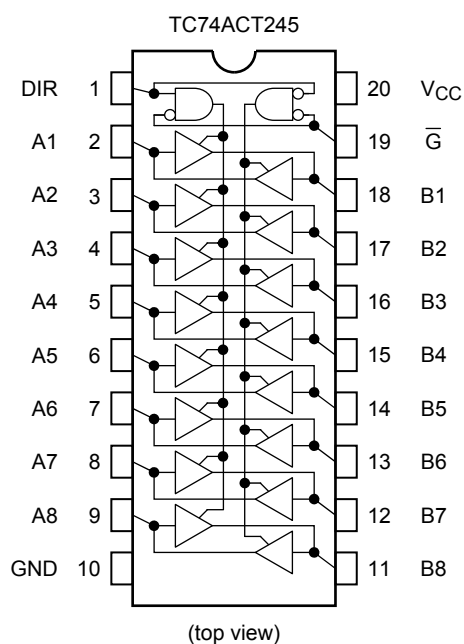 TC74ACT245
DIR 1 20 VCC
A1 2 19 G̅
A2 3 18 B1
A3 4 17 B2
A4 5 16 B3
A5 6 15 B4
A6 7 14 B5
A7 8 13 B6
A8 9 12 B7
GND 10 11 B8
(top view)